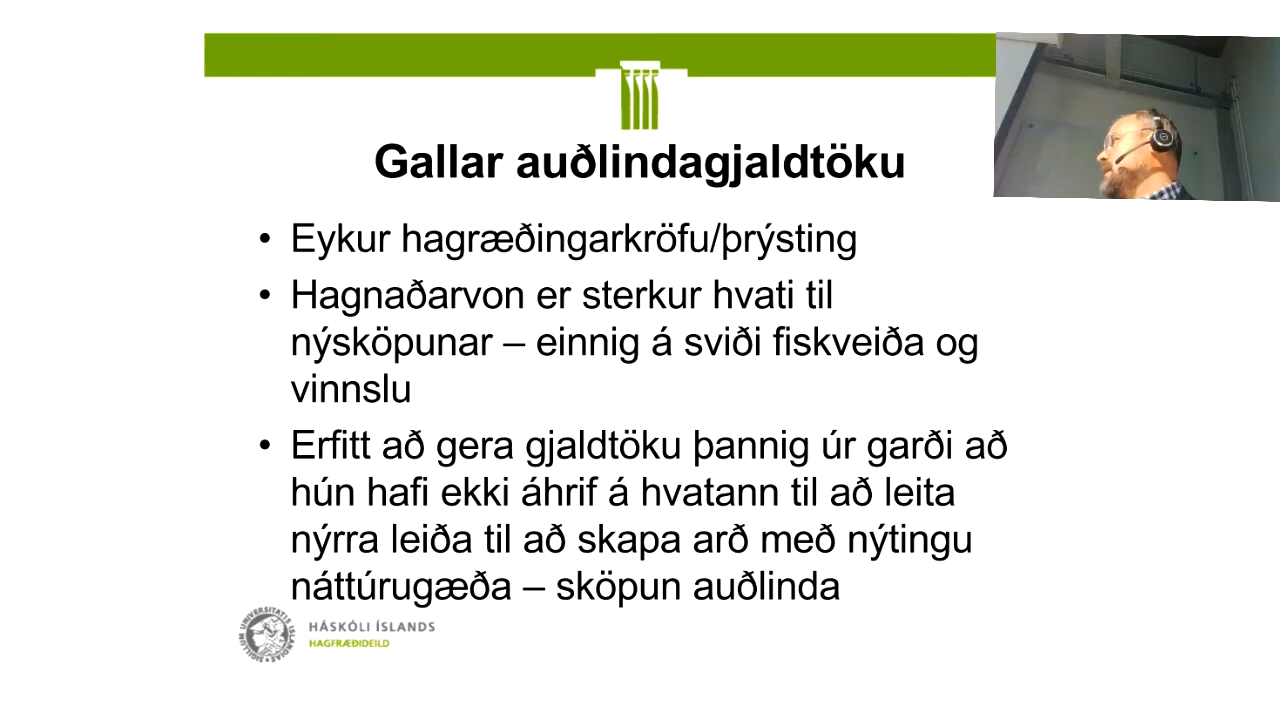 Gallar auðlindagjaldtöku
• Eykur hagræðingarkröfu/þrýsting
• Hagnaðarvon er sterkur hvati til
nýsköpunar – einnig á sviði fiskveiða og
vinnslu
• Erfitt að gera gjaldtöku þannig úr garði að
hún hafi ekki áhrif á hvatann til að leita
nýrra leiða til að skapa arð með nýtingu
náttúrugæða – sköpun auðlinda
HÁSKÓLI ÍSLANDS
HAGFRÆÐIDEILD